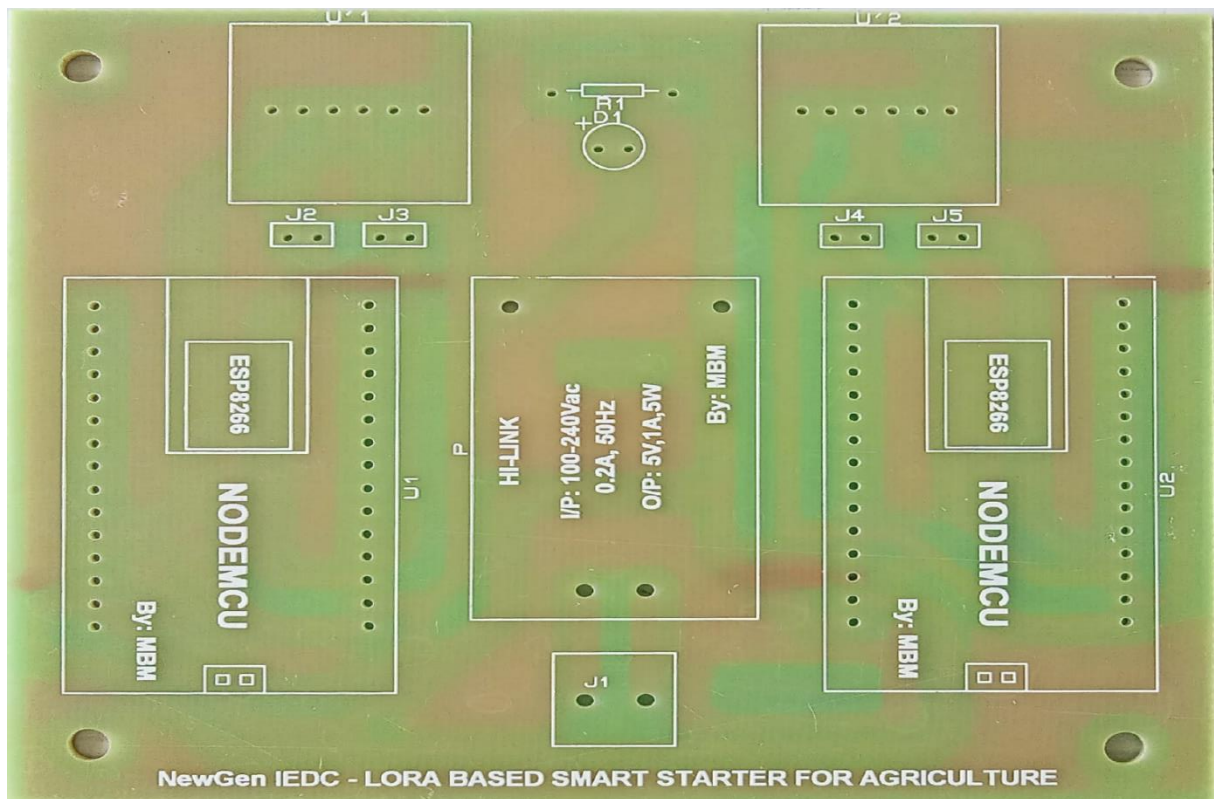 U'1
U'2
R1
+D1
J2
J3
J4
J5
ESP8266
NODEMCU
By: MBM
U1
P
HI-LINK
I/P: 100-240Vac
0.2A, 50Hz
O/P: 5V,1A,5W
By: MBM
ESP8266
NODEMCU
By: MBM
U2
J1
NewGen IEDC - LORA BASED SMART STARTER FOR AGRICULTURE